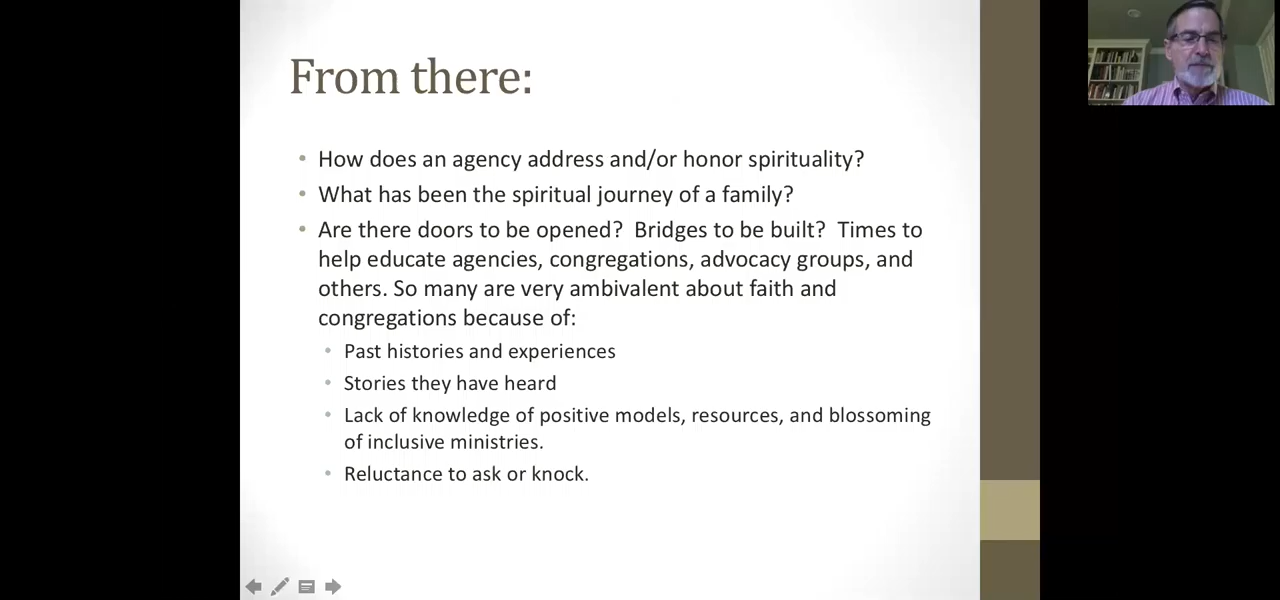 From there:
How does an agency address and/or honor spirituality?
What has been the spiritual journey of a family?
Are there doors to be opened?  Bridges to be built?  Times to
help educate agencies, congregations, advocacy groups, and
others. So many are very ambivalent about faith and
congregations because of:
Past histories and experiences
Stories they have heard
Lack of knowledge of positive models, resources, and blossoming
of inclusive ministries.
Reluctance to ask or knock.